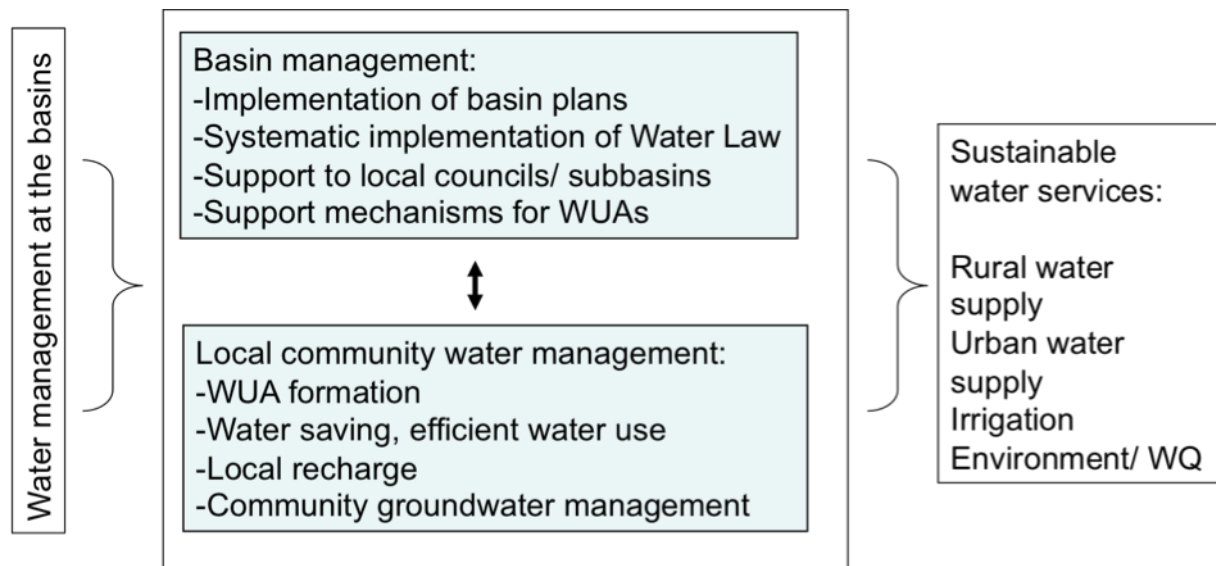 Water management at the basins
Basin management:
-Implementation of basin plans
-Systematic implementation of Water Law
-Support to local councils/ subbasins
-Support mechanisms for WUAs
Local community water management:
-WUA formation
-Water saving, efficient water use
-Local recharge
-Community groundwater management
Sustainable
water services:
Rural water
supply
Urban water
supply
Irrigation
Environment/ WQ